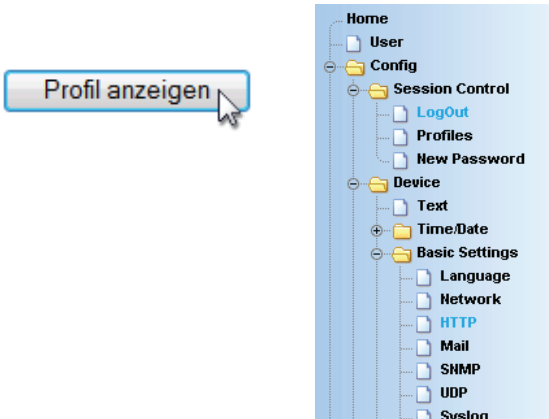 Profil anzeigen
Home
User
Config
Session Control
LogOut
Profiles
New Password
Device
Text
Time/Date
Basic Settings
Language
Network
HTTP
Mail
SNMP
UDP
Syslog